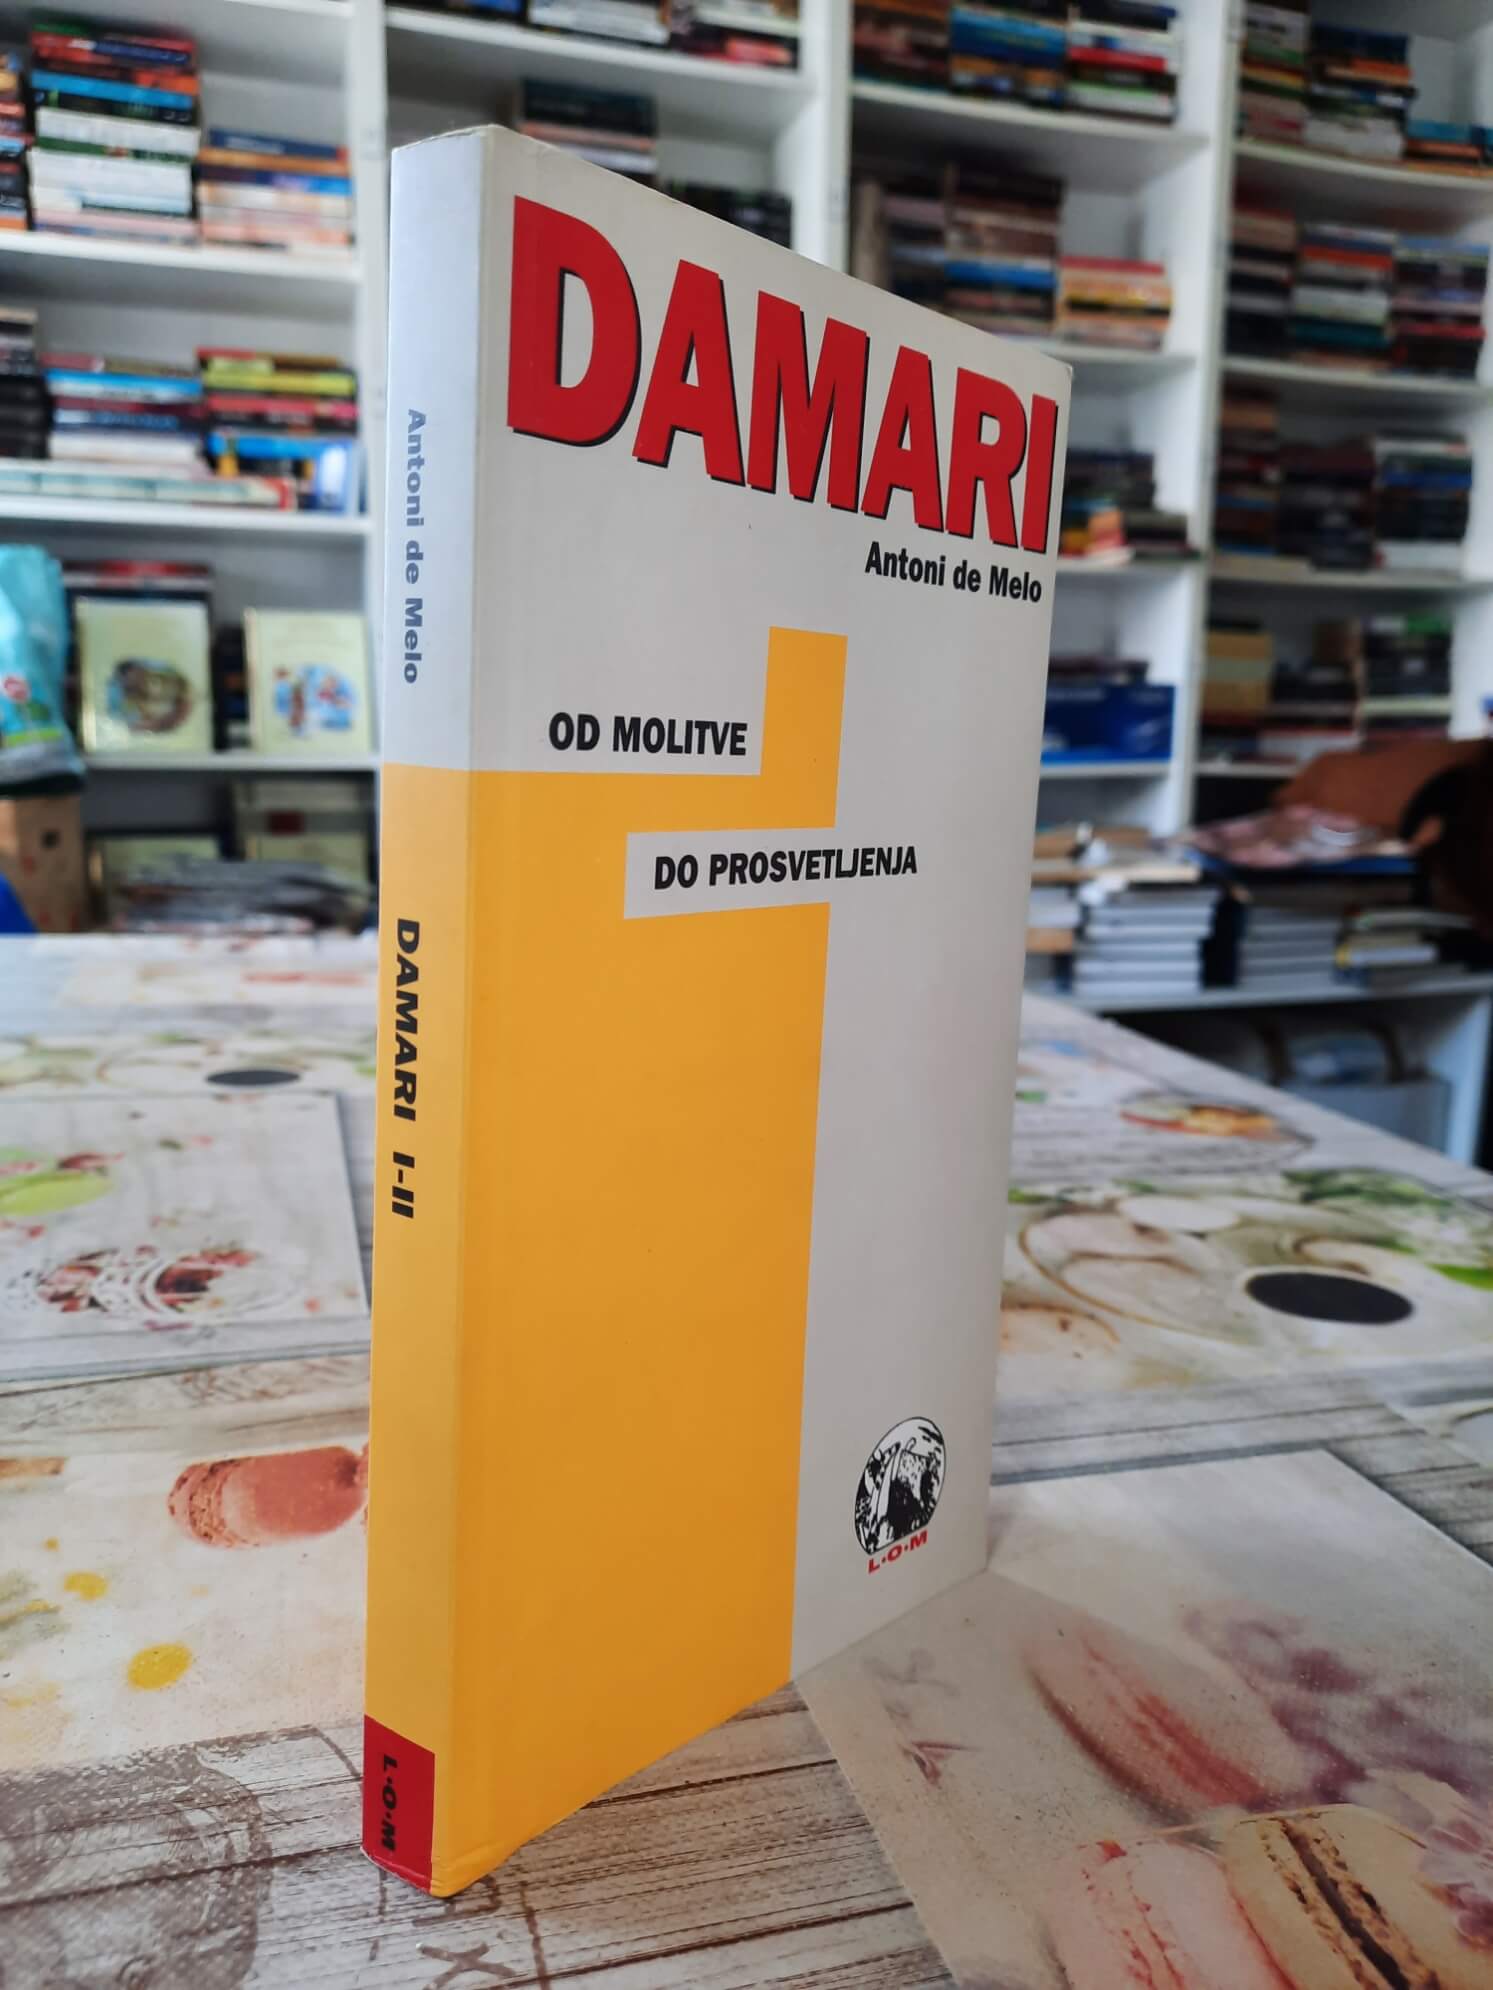 DAMARI
Antoni de Melo
OD MOLITVE
DO PROSVETLJENJA
L·O·M
Antoni de Melo
DAMARI I-II
L·O·M